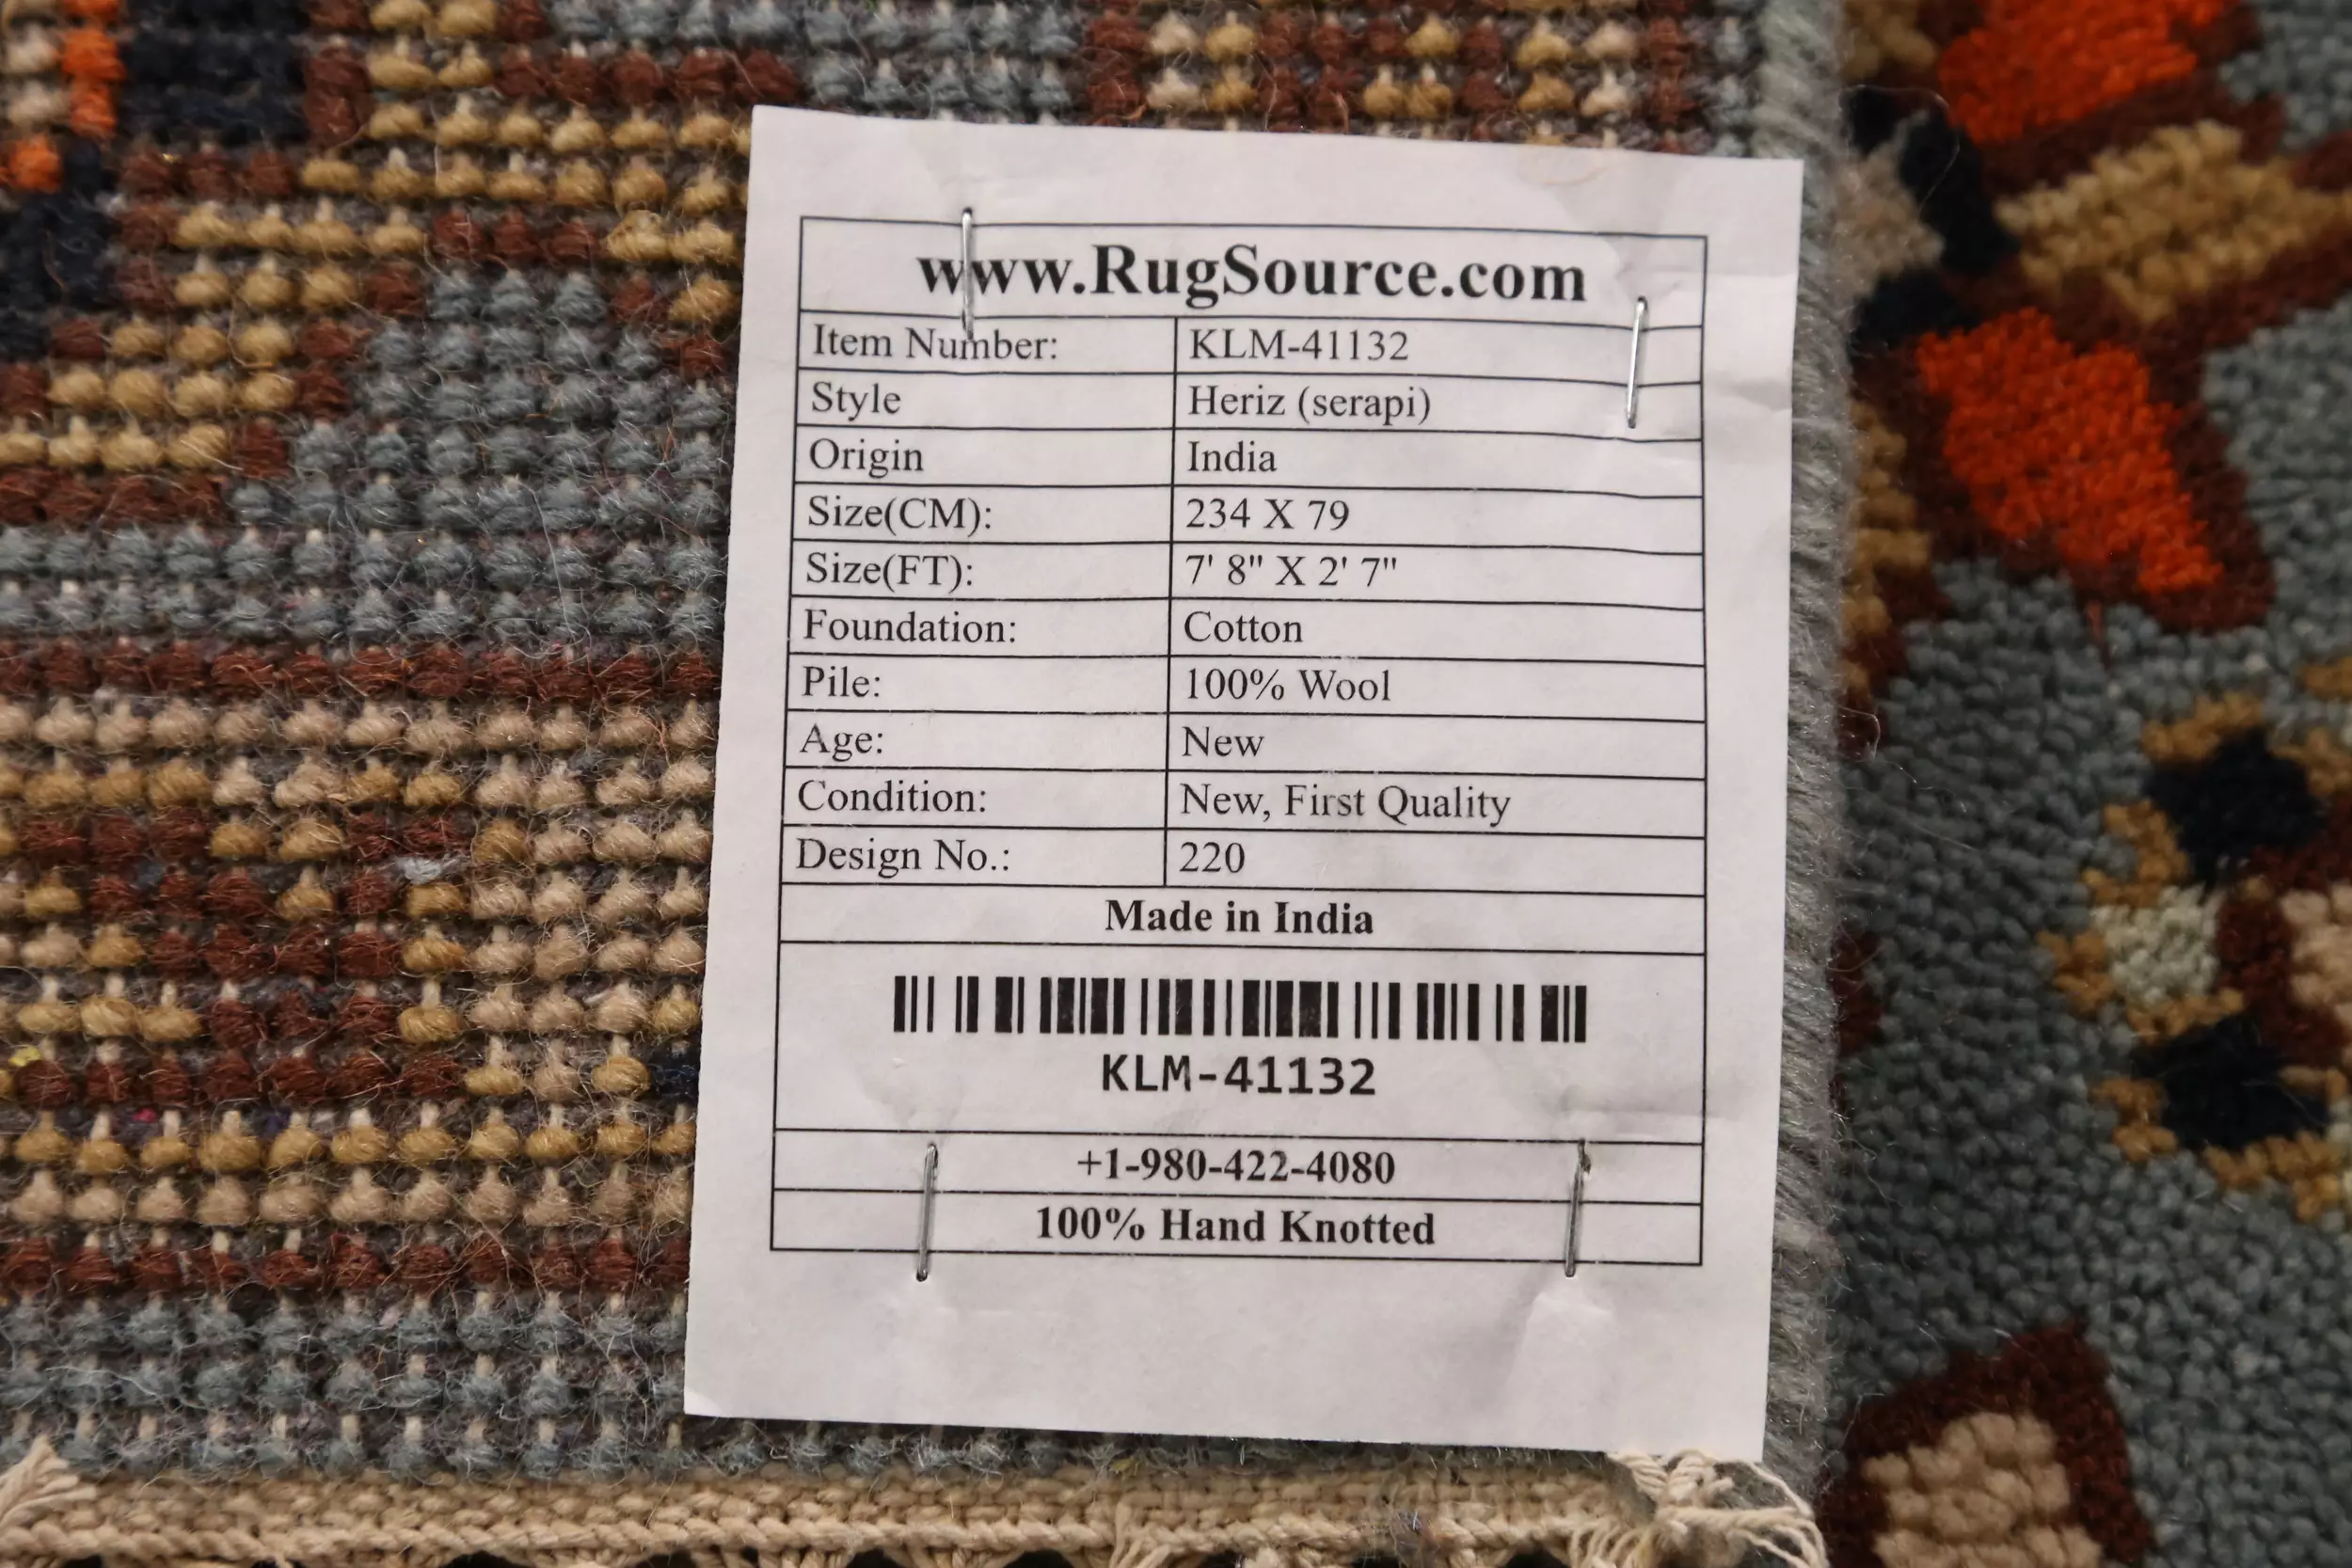 www.RugSource.com
Item Number: KLM-41132
Style Heriz (serapi)
Origin India
Size(CM): 234 X 79
Size(FT): 7' 8" X 2' 7"
Foundation: Cotton
Pile: 100% Wool
Age: New
Condition: New, First Quality
Design No.: 220
Made in India
KLM-41132
+1-980-422-4080
100% Hand Knotted